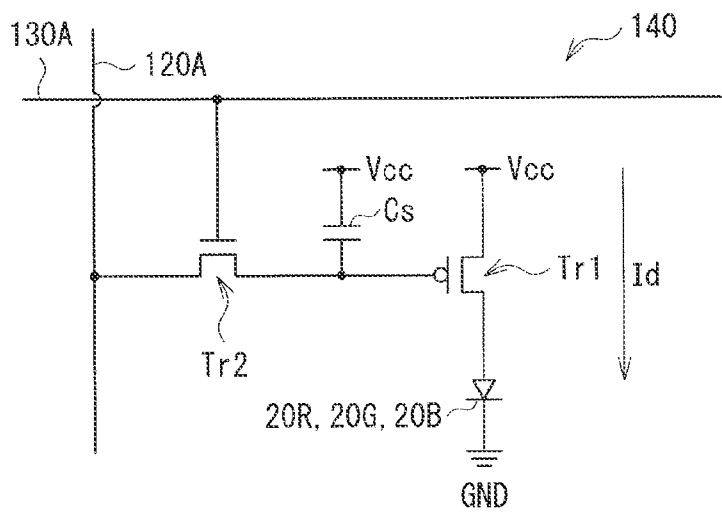 130A
120A
140
Vcc
Vcc
Cs
Tr1
Id
Tr2
20R, 20G, 20B
GND